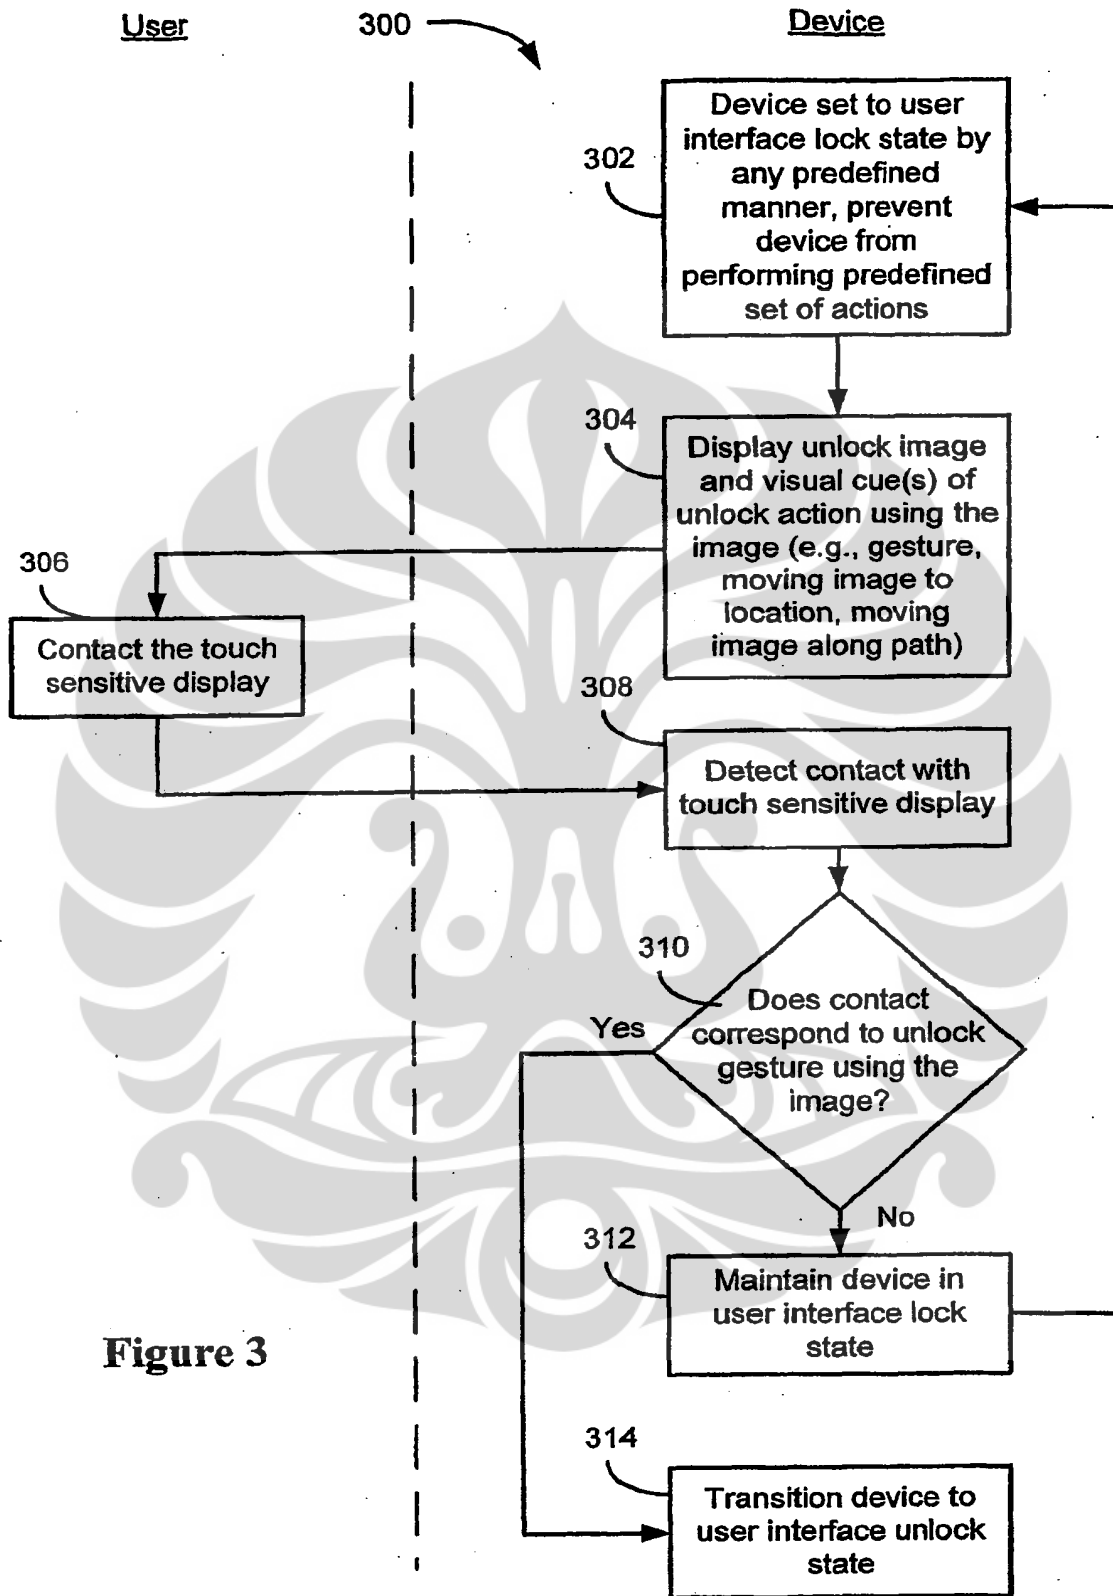 User
300
Device
302
Device set to user
interface lock state by
any predefined
manner, prevent
device from
performing predefined
set of actions
304
Display unlock image
and visual cue(s) of
unlock action using the
image (e.g., gesture,
moving image to
location, moving
image along path)
306
Contact the touch
sensitive display
308
Detect contact with
touch sensitive display
310
Does contact
correspond to unlock
gesture using the
image?
Yes
No
312
Maintain device in
user interface lock
state
Figure 3
314
Transition device to
user interface unlock
state